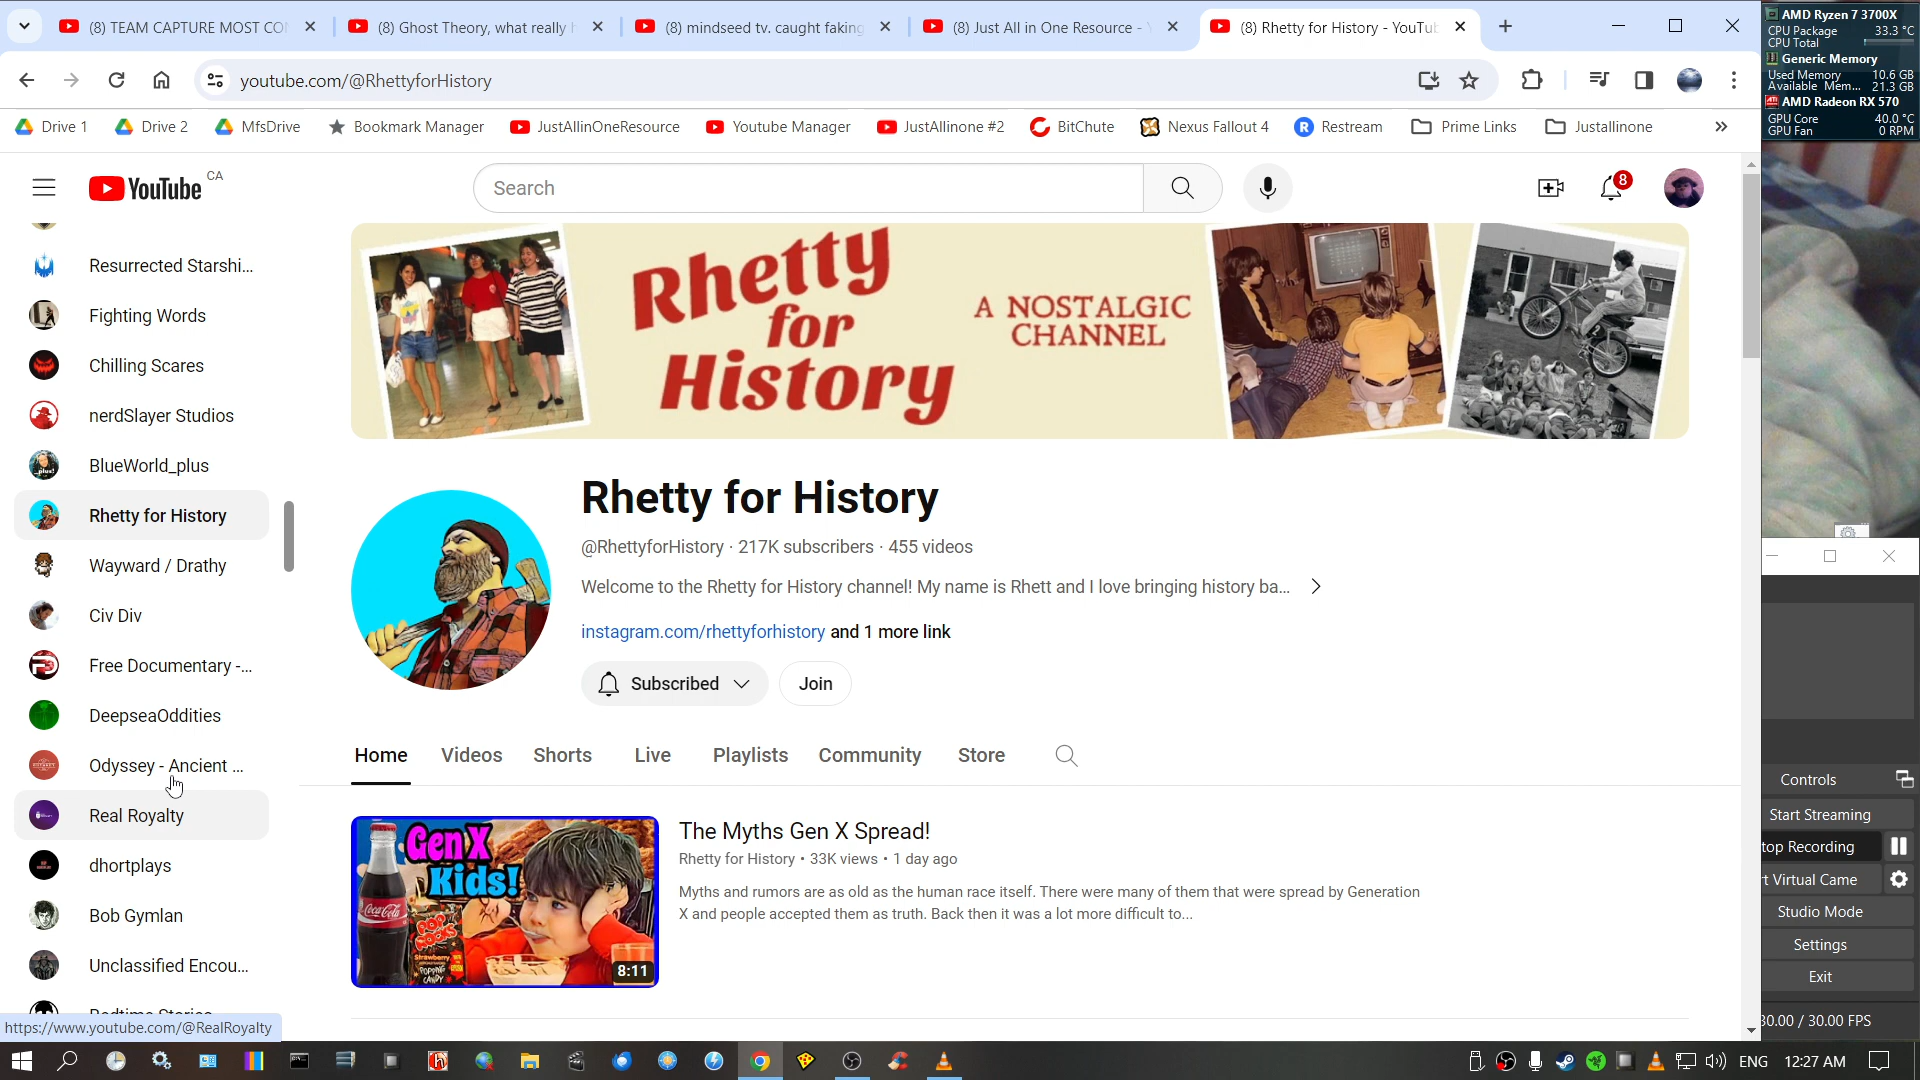 (8) TEAM CAPTURE MOST CO
(8) Ghost Theory, what really h
(8) mindseed tv. caught faking
(8) Just All in One Resource -
(8) Rhetty for History - YouTub
youtube.com/@RhettyforHistory
Drive 1
Drive 2
MfsDrive
Bookmark Manager
JustAllinOneResource
Youtube Manager
JustAllinone #2
BitChute
Nexus Fallout 4
Restream
Prime Links
Justallinone
YouTube CA
Search
8
Resurrected Starshi...
Fighting Words
Chilling Scares
nerdSlayer Studios
BlueWorld_plus
Rhetty for History
Wayward / Drathy
Civ Div
Free Documentary -...
DeepseaOddities
Odyssey - Ancient ...
Real Royalty
dhortplays
Bob Gymlan
Unclassified Encou...
https://www.youtube.com/@RealRoyalty
Rhetty
for
History
A NOSTALGIC
CHANNEL
Rhetty for History
@RhettyforHistory · 217K subscribers · 455 videos
Welcome to the Rhetty for History channel! My name is Rhett and I love bringing history ba...
instagram.com/rhettyforhistory and 1 more link
Subscribed
Join
Home
Videos
Shorts
Live
Playlists
Community
Store
Gen X
Kids!
Coca-Cola
POP ROCKS
Strawberry
POPPING
CANDY
8:11
The Myths Gen X Spread!
Rhetty for History • 33K views • 1 day ago
Myths and rumors are as old as the human race itself. There were many of them that were spread by Generation
X and people accepted them as truth. Back then it was a lot more difficult to...
AMD Ryzen 7 3700X
CPU Package 33.3 °C
CPU Total
Generic Memory
Used Memory 10.6 GB
Available Mem... 21.3 GB
AMD Radeon RX 570
GPU Core 40.0 °C
GPU Fan 0 RPM
Controls
Start Streaming
top Recording
t Virtual Came
Studio Mode
Settings
Exit
30.00 / 30.00 FPS
ENG
12:27 AM